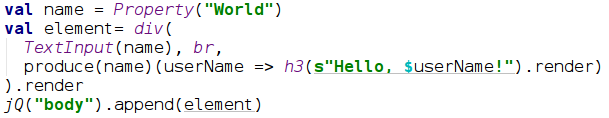 val name = Property("World")
val element= div(
  TextInput(name), br,
  produce(name)(userName => h3(s"Hello, $userName!").render)
).render
jQ("body").append(element)